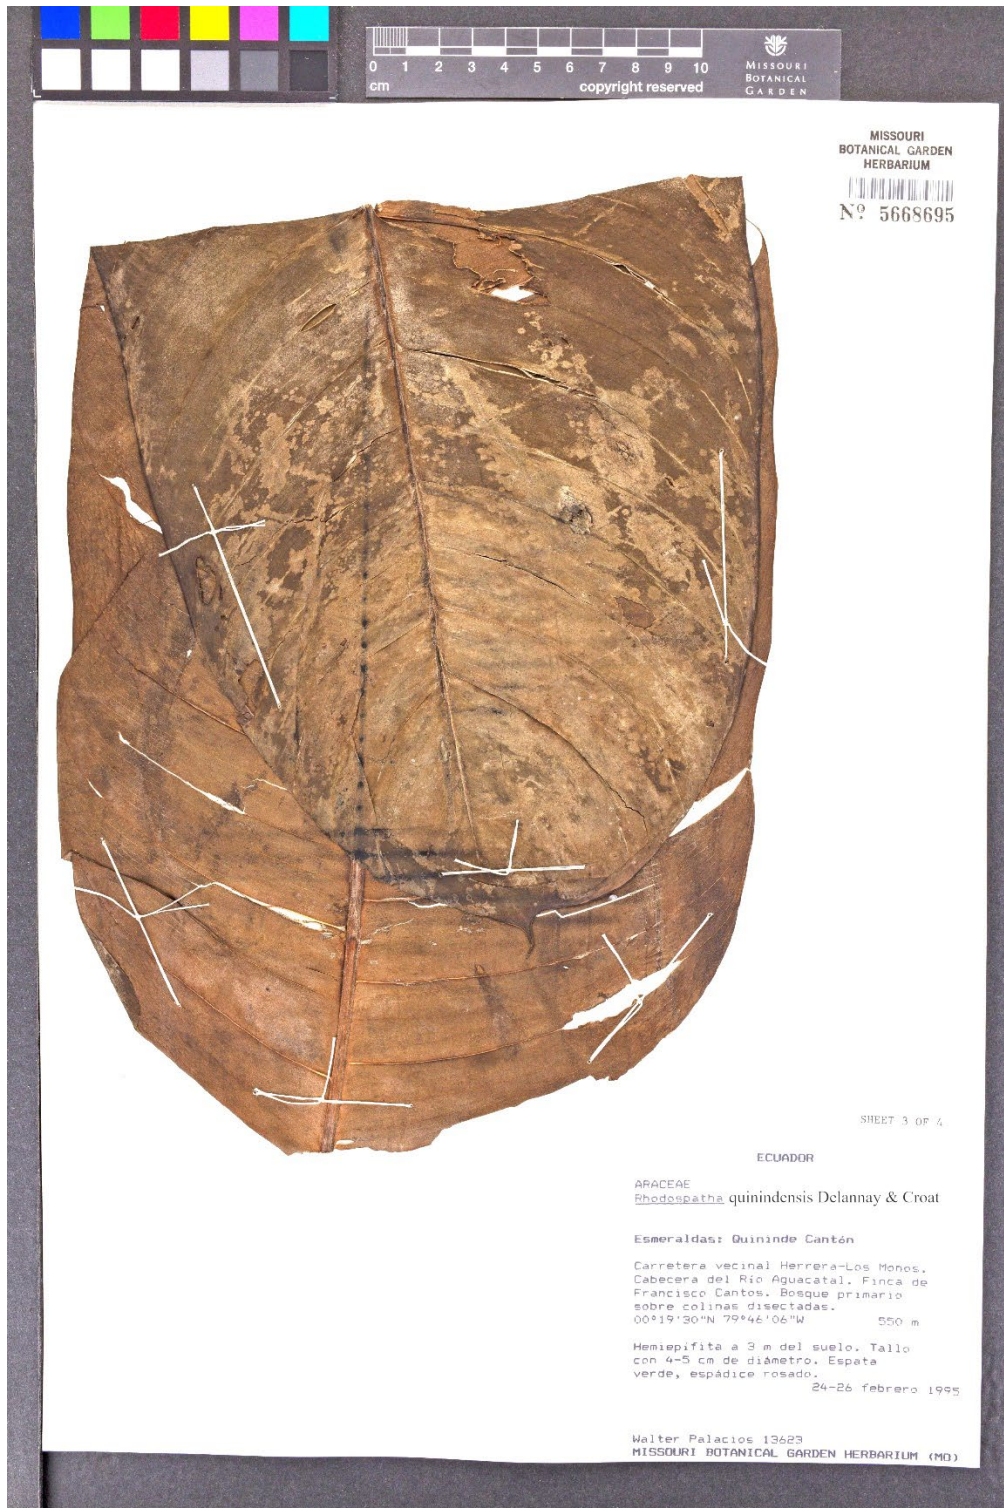 0 1 2 3 4 5 6 7 8 9 10
cm
copyright reserved
MISSOURI
BOTANICAL
GARDEN
MISSOURI
BOTANICAL GARDEN
HERBARIUM
Nº 5668695
SHEET 3 OF 4
ECUADOR
ARACEAE
Rhodospatha quinindensis Delannay & Croat
Esmeraldas: Quininde Cantón
Carretera vecinal Herrera-Los Monos.
Cabecera del Río Aguacatal. Finca de
Francisco Cantos. Bosque primario
sobre colinas disectadas.
00°19'30"N 79°46'06"W 550 m
Hemiepifita a 3 m del suelo. Tallo
con 4-5 cm de diámetro. Espata
verde, espádice rosado.
24-26 febrero 1995
Walter Palacios 13623
MISSOURI BOTANICAL GARDEN HERBARIUM (MO)